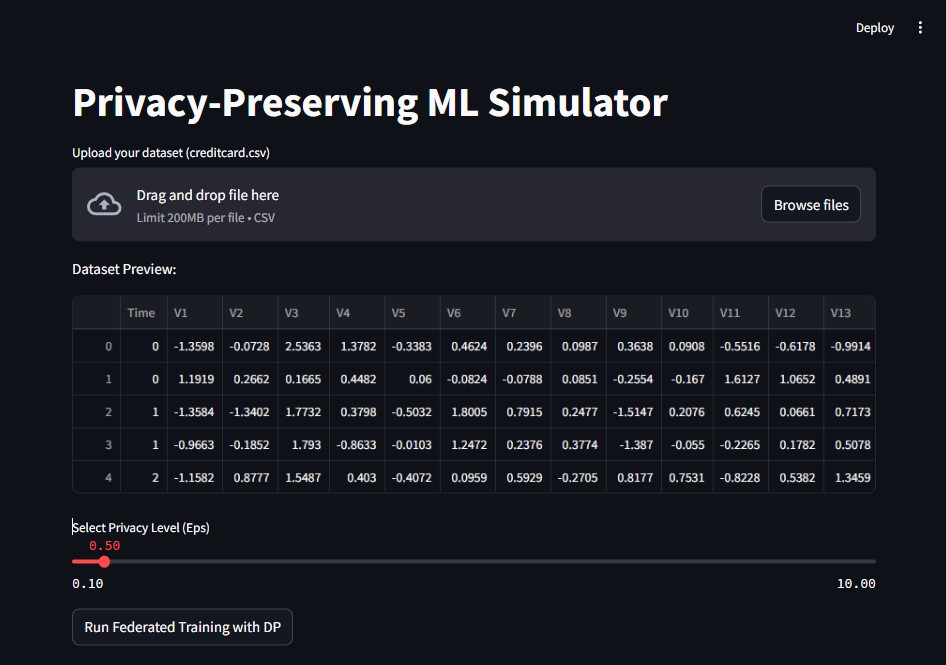 Deploy
Privacy-Preserving ML Simulator
Upload your dataset (creditcard.csv)
Drag and drop file here
Limit 200MB per file • CSV
Browse files
Dataset Preview:
Time V1 V2 V3 V4 V5 V6 V7 V8 V9 V10 V11 V12 V13
0 0 -1.3598 -0.0728 2.5363 1.3782 -0.3383 0.4624 0.2396 0.0987 0.3638 0.0908 -0.5516 -0.6178 -0.9914
1 0 1.1919 0.2662 0.1665 0.4482 0.06 -0.0824 -0.0788 0.0851 -0.2554 -0.167 1.6127 1.0652 0.4891
2 1 -1.3584 -1.3402 1.7732 0.3798 -0.5032 1.8005 0.7915 0.2477 -1.5147 0.2076 0.6245 0.0661 0.7173
3 1 -0.9663 -0.1852 1.793 -0.8633 -0.0103 1.2472 0.2376 0.3774 -1.387 -0.055 -0.2265 0.1782 0.5078
4 2 -1.1582 0.8777 1.5487 0.403 -0.4072 0.0959 0.5929 -0.2705 0.8177 0.7531 -0.8228 0.5382 1.3459
Select Privacy Level (Eps)
0.50
0.10 10.00
Run Federated Training with DP